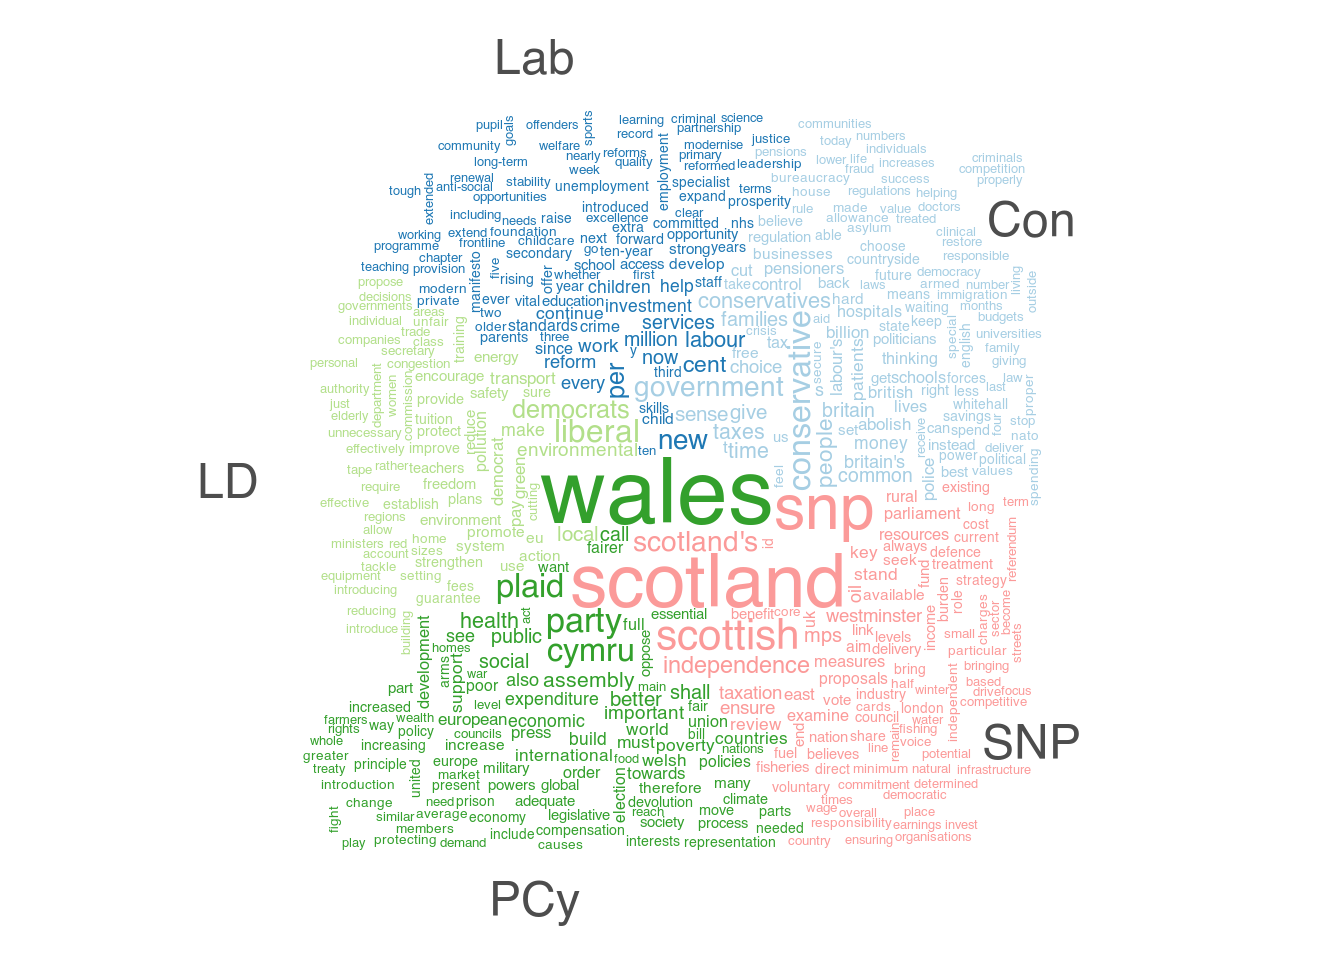 Lab
Con
LD
SNP
PCy
pupil goals offenders sports learning criminal science
record partnership communities
community welfare nearly reforms modernise justice today numbers
long-term week quality primary pensions individuals
renewal reformed leadership lower life increases criminals
tough extended anti-social stability unemployment employment specialist bureaucracy fraud success competition
opportunities expand terms house regulations helping properly
including needs raise introduced prosperity rule made value doctors
excellence clear committed nhs believe allowance treated
working extend foundation extra opportunity regulation able asylum clinical
programme frontline childcare next forward strong years choose restore
chapter secondary go ten-year businesses countryside responsible
teaching provision manifesto five rising offer school access develop cut pensioners future democracy living outside
propose whether first staff take control back laws armed number
modern year children help means immigration
decisions private ever vital education investment conservatives hard waiting months
governments areas two continue families aid hospitals keep budgets
individual unfair older standards crime services crisis state special english universities
trade parents three million labour billion politicians
companies class training since work y now tax secure labour's patients family
secretary energy reform third cent free thinking giving
personal congestion transport every per choice s get schools forces law
encourage government conservative british right less last proper
authority department women commission provide safety sure skills
just democrats child sense give people britain lives whitehall
elderly tuition reduce make liberal new taxes us set abolish receive savings four stop
unnecessary protect pollution can spend nato
effectively improve environmental ten t time money instead deliver
tape rather teachers democrat green feel britain's police power political
require freedom cutting wales common best values spending
effective establish plans pay snp rural existing
regions environment parliament long term
allow promote eu local call scotland's id resources cost referendum
ministers red home system fairer always current
account sizes action key seek defence
tackle strengthen use want scotland stand fund treatment
equipment setting fees plaid oil available strategy
introducing guarantee burden role
reducing act party full essential benefit core uk westminster charges sector become
introduce building health scottish link income small streets
see public oppose mps levels
development homes cymru aim delivery particular
arms support war social independence measures bring bringing
poor also assembly main proposals half winter based
part level expenditure better shall taxation east vote industry independent drive focus
increased fair ensure cards london competitive
farmers wealth european economic important union review examine council water
rights way councils press world bill end nation share remain fishing
whole policy build must countries line voice
greater increasing increase poverty nations fuel believes potential
treaty principle europe international food welsh policies fisheries direct minimum natural infrastructure
united market military order towards
introduction present powers global election therefore many voluntary commitment determined
change need prison adequate devolution climate times democratic
fight similar average economy legislative reach move parts wage overall place
members society process responsibility earnings invest
play protecting demand include compensation needed organisations
causes interests representation country ensuring